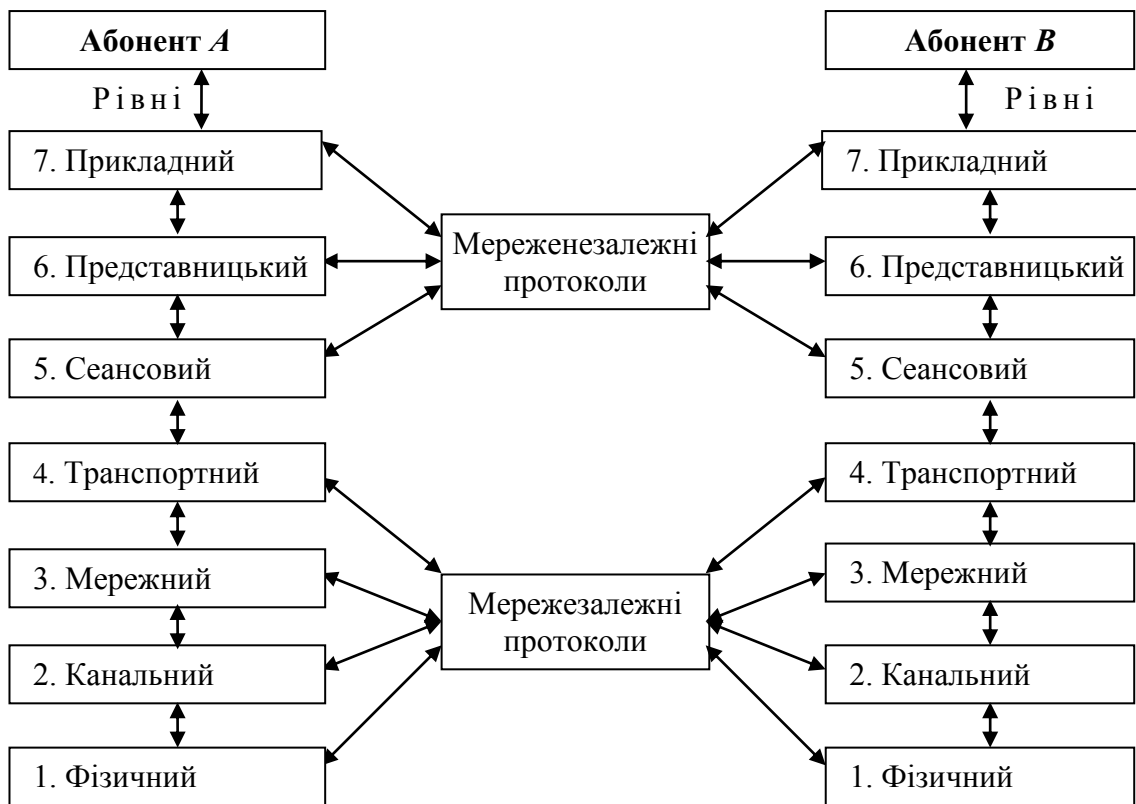 Абонент A
Абонент B
Рівні
Рівні
7. Прикладний
7. Прикладний
Мереженезалежні
протоколи
6. Представницький
6. Представницький
5. Сеансовий
5. Сеансовий
4. Транспортний
4. Транспортний
3. Мережний
3. Мережний
Мережезалежні
протоколи
2. Канальний
2. Канальний
1. Фізичний
1. Фізичний